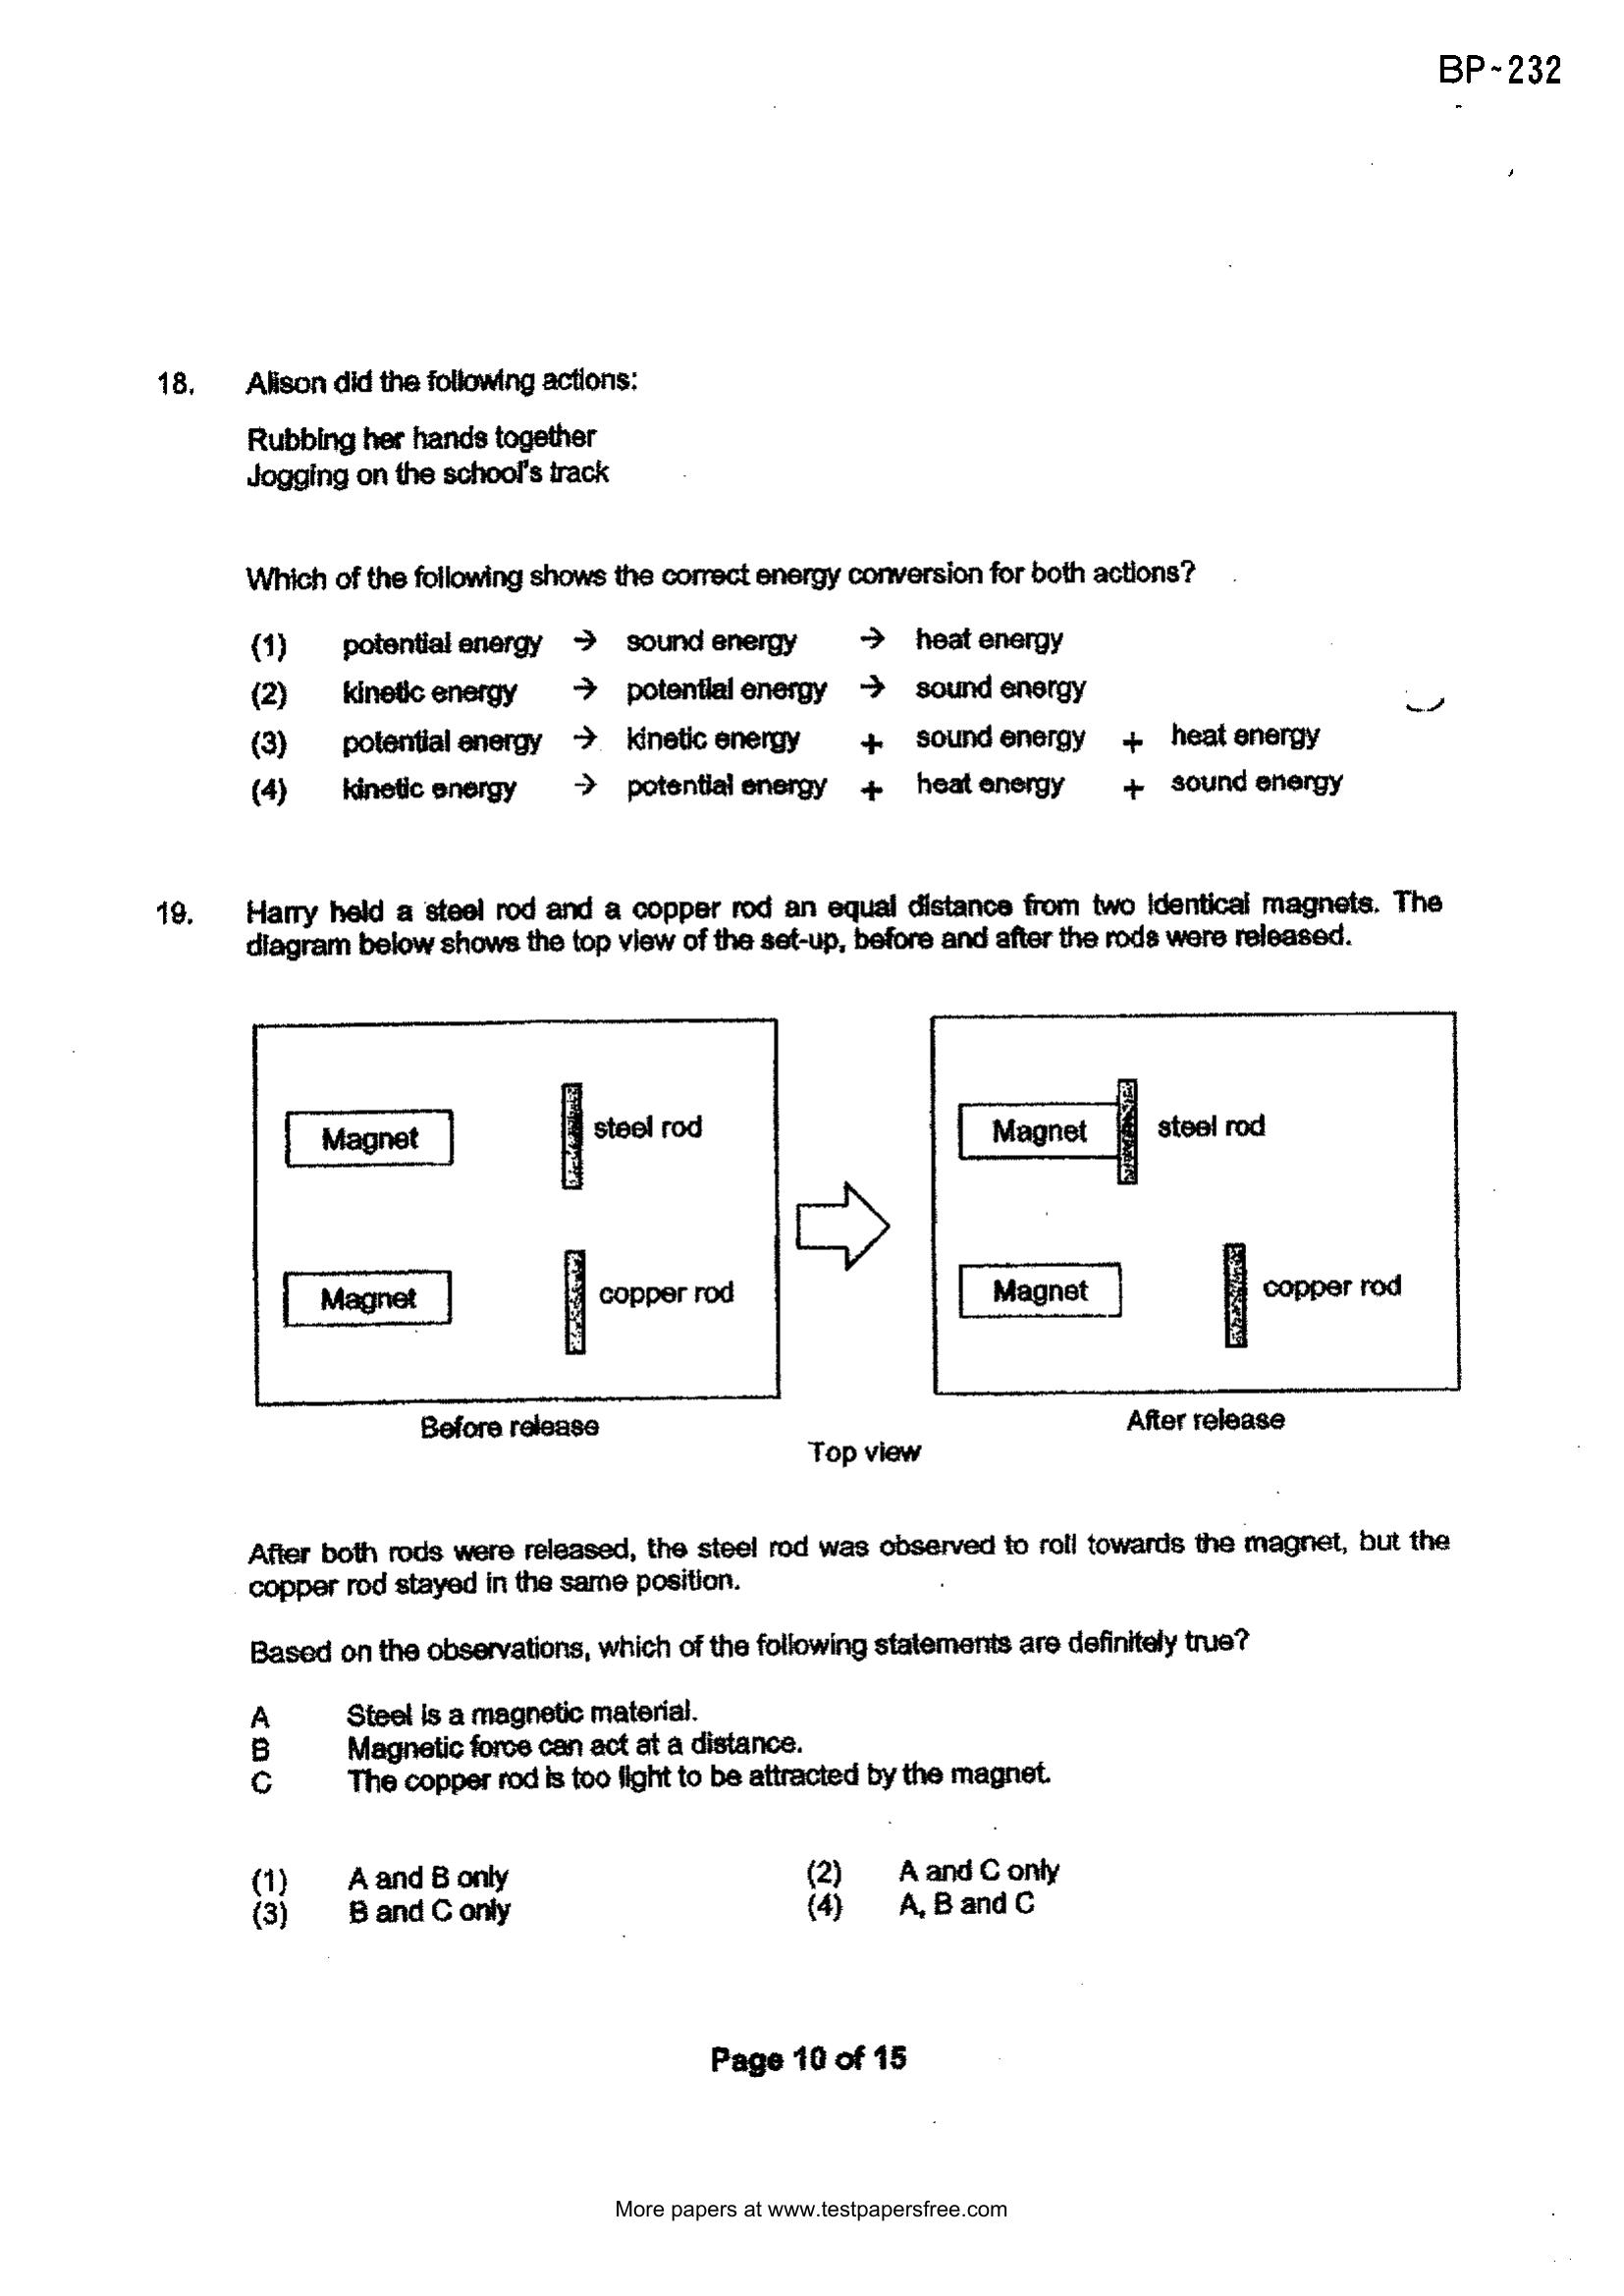 BP-232
18. Alison did the following actions:
Rubbing her hands together
Jogging on the school's track
Which of the following shows the correct energy conversion for both actions?
(1) potential energy → sound energy → heat energy
(2) kinetic energy → potential energy → sound energy
(3) potential energy → kinetic energy + sound energy + heat energy
(4) kinetic energy → potential energy + heat energy + sound energy
19. Harry held a steel rod and a copper rod an equal distance from two identical magnets. The
diagram below shows the top view of the set-up, before and after the rods were released.
Magnet steel rod
Magnet copper rod
Before release
Magnet steel rod
Magnet copper rod
After release
Top view
After both rods were released, the steel rod was observed to roll towards the magnet, but the
copper rod stayed in the same position.
Based on the observations, which of the following statements are definitely true?
A Steel is a magnetic material.
B Magnetic force can act at a distance.
C The copper rod is too light to be attracted by the magnet.
(1) A and B only (2) A and C only
(3) B and C only (4) A, B and C
Page 10 of 15
More papers at www.testpapersfree.com